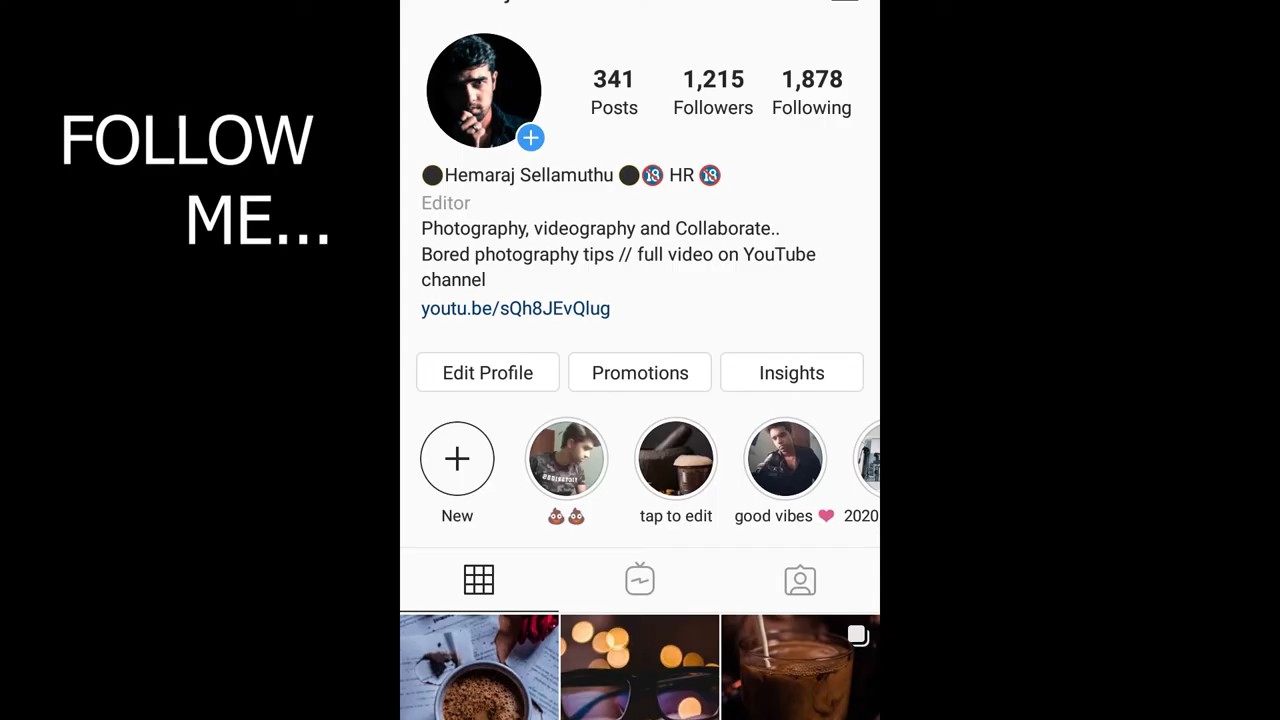 FOLLOW
ME...
341 1,215 1,878
Posts Followers Following
Hemaraj Sellamuthu 🔞 HR 🔞
Editor
Photography, videography and Collaborate..
Bored photography tips // full video on YouTube
channel
youtu.be/sQh8JEvQlug
Edit Profile Promotions Insights
New 💩💩 tap to edit good vibes ❤ 2020